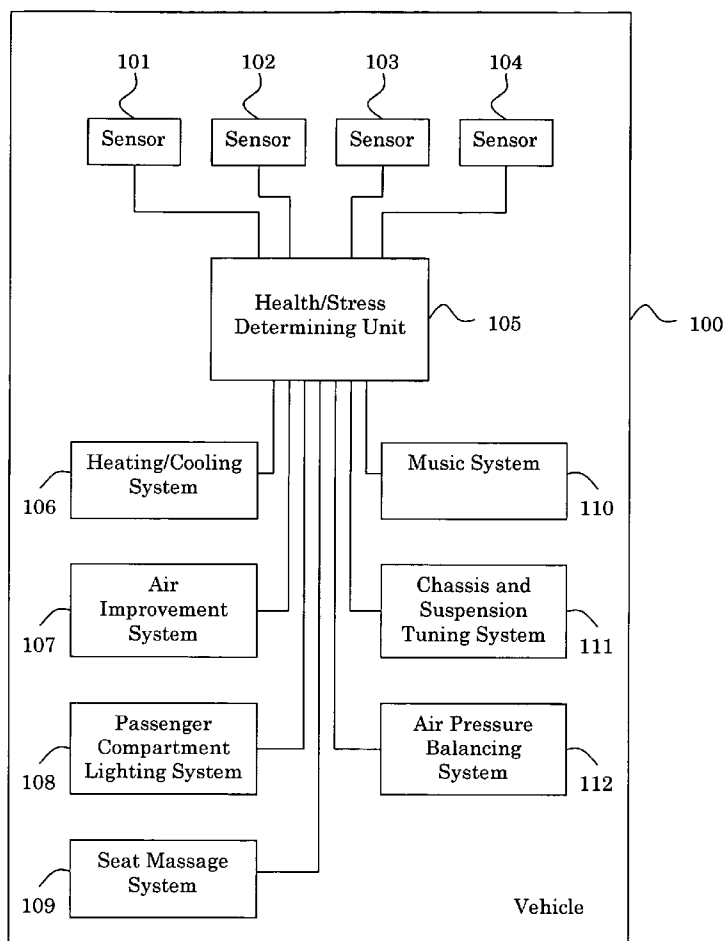 101
102
103
104
Sensor
Sensor
Sensor
Sensor
Health/Stress
Determining Unit
105
100
Heating/Cooling
System
106
Music System
110
Air
Improvement
System
107
Chassis and
Suspension
Tuning System
111
Passenger
Compartment
Lighting System
108
Air Pressure
Balancing
System
112
Seat Massage
System
109
Vehicle